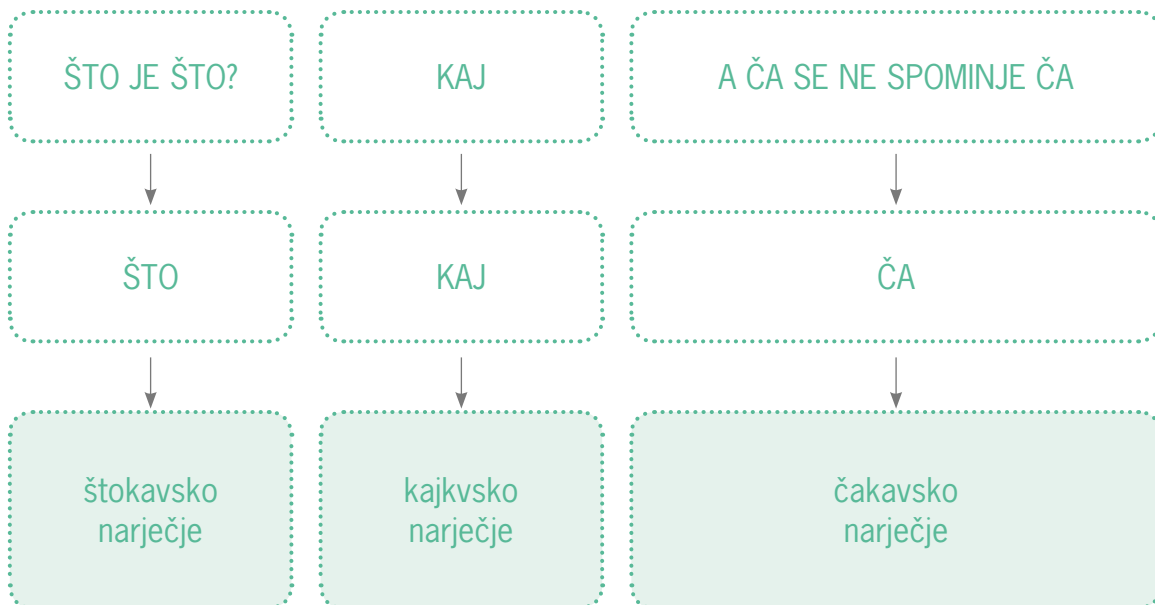 ŠTO JE ŠTO?
KAJ
A ČA SE NE SPOMINJE ČA
ŠTO
KAJ
ČA
štokavsko
narječje
kajkvsko
narječje
čakavsko
narječje